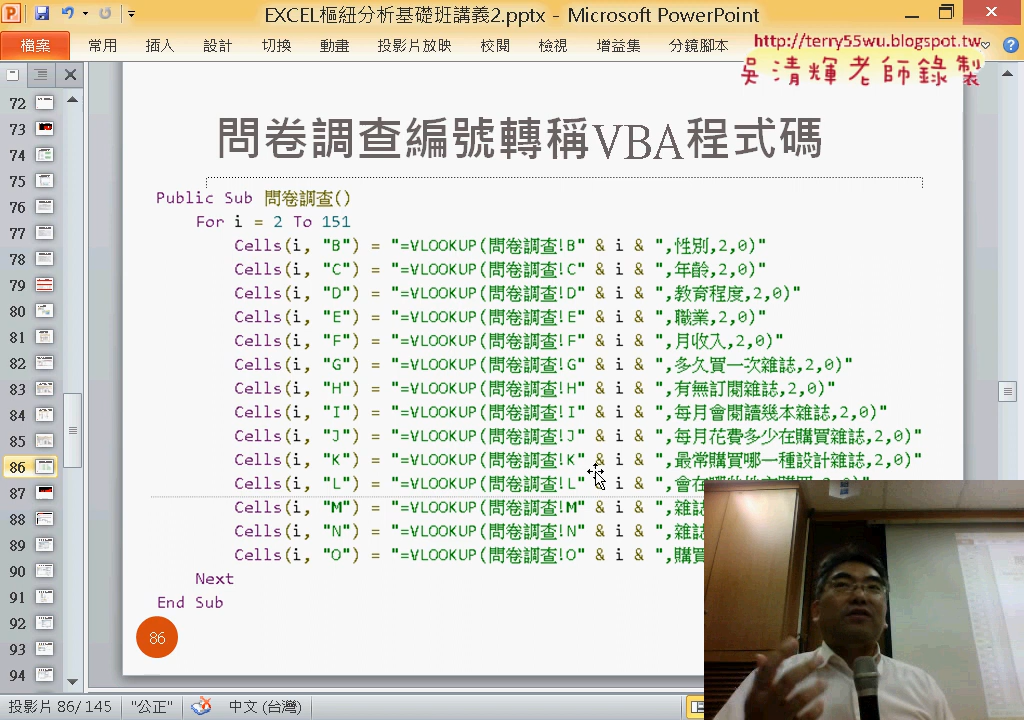 EXCEL樞紐分析基礎班講義2.pptx - Microsoft PowerPoint
檔案 常用 插入 設計 切換 動畫 投影片放映 校閱 檢視 增益集 分鏡腳本
http://terry55wu.blogspot.tw
吳清輝老師錄製
72
73
74
75
76
77
78
79
80
81
82
83
84
85
86
87
88
89
90
91
92
93
94
問卷調查編號轉稱VBA程式碼
Public Sub 問卷調查()
For i = 2 To 151
Cells(i, "B") = "=VLOOKUP(問卷調查!B" & i & ",性別,2,0)"
Cells(i, "C") = "=VLOOKUP(問卷調查!C" & i & ",年齡,2,0)"
Cells(i, "D") = "=VLOOKUP(問卷調查!D" & i & ",教育程度,2,0)"
Cells(i, "E") = "=VLOOKUP(問卷調查!E" & i & ",職業,2,0)"
Cells(i, "F") = "=VLOOKUP(問卷調查!F" & i & ",月收入,2,0)"
Cells(i, "G") = "=VLOOKUP(問卷調查!G" & i & ",多久買一次雜誌,2,0)"
Cells(i, "H") = "=VLOOKUP(問卷調查!H" & i & ",有無訂閱雜誌,2,0)"
Cells(i, "I") = "=VLOOKUP(問卷調查!I" & i & ",每月會閱讀幾本雜誌,2,0)"
Cells(i, "J") = "=VLOOKUP(問卷調查!J" & i & ",每月花費多少在購買雜誌,2,0)"
Cells(i, "K") = "=VLOOKUP(問卷調查!K" & i & ",最常購買哪一種設計雜誌,2,0)"
Cells(i, "L") = "=VLOOKUP(問卷調查!L" & i & ",會在
Cells(i, "M") = "=VLOOKUP(問卷調查!M" & i & ",雜誌
Cells(i, "N") = "=VLOOKUP(問卷調查!N" & i & ",雜誌
Cells(i, "O") = "=VLOOKUP(問卷調查!O" & i & ",購買
Next
End Sub
86
投影片 86/ 145 "公正" 中文 (台灣)